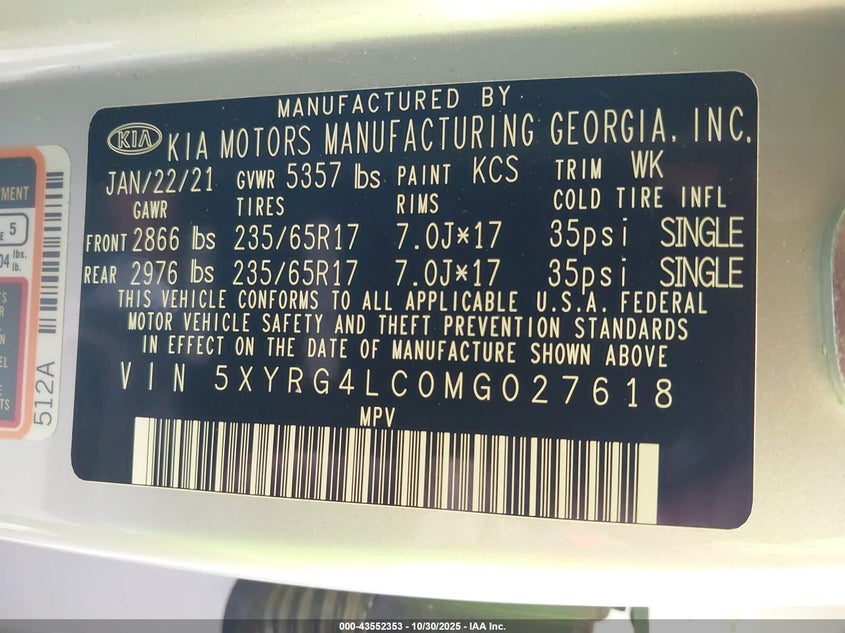 MANUFACTURED BY
KIA KIA MOTORS MANUFACTURING GEORGIA, INC.
JAN/22/21 GVWR 5357 lbs PAINT KCS TRIM WK
GAWR TIRES RIMS COLD TIRE INFL
FRONT 2866 lbs 235/65R17 7.0J*17 35psi SINGLE
REAR 2976 lbs 235/65R17 7.0J*17 35psi SINGLE
THIS VEHICLE CONFORMS TO ALL APPLICABLE U.S.A. FEDERAL
MOTOR VEHICLE SAFETY AND THEFT PREVENTION STANDARDS
IN EFFECT ON THE DATE OF MANUFACTURE SHOWN ABOVE
VIN 5XYRG4LC0MG027618
MPV
5
lbs.
lb.
512A
000-43552353 - 10/30/2025 - IAA Inc.